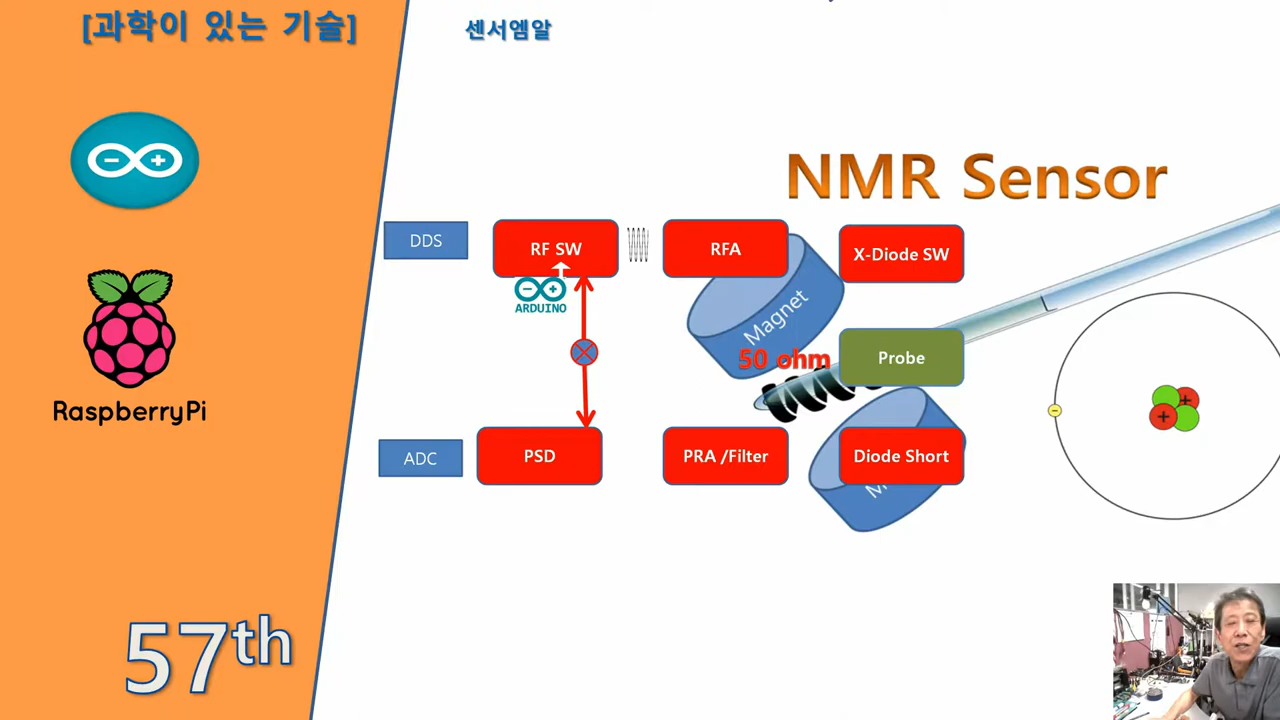 [과학이 있는 기술]
센서엠알
NMR Sensor
DDS
RF SW
RFA
X-Diode SW
ARDUINO
Magnet
50 ohm
Probe
RaspberryPi
ADC
PSD
PRA /Filter
Diode Short
57th